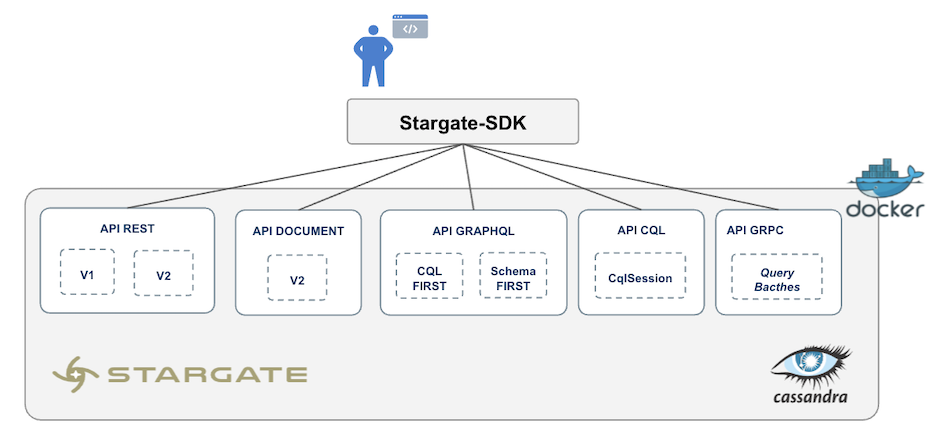 </>
Stargate-SDK
docker
API REST
V1
V2
API DOCUMENT
V2
API GRAPHQL
CQL
FIRST
Schema
FIRST
API CQL
CqlSession
API GRPC
Query
Bacthes
STARGATE
cassandra